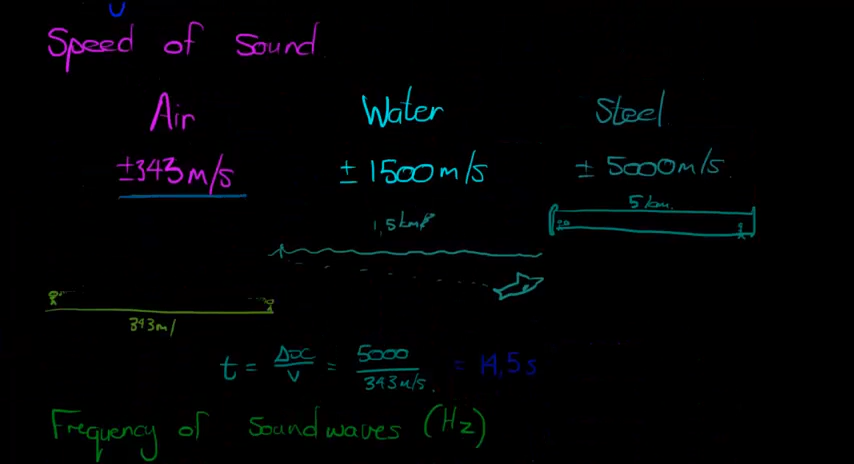 Speed of Sound
Air Water Steel
±343m/s ±1500m/s ±5000m/s.
1,5km 5km.
343m/
t = Δx/V = 5000/343m/s. = 14,5s
Frequency of Soundwaves (Hz)